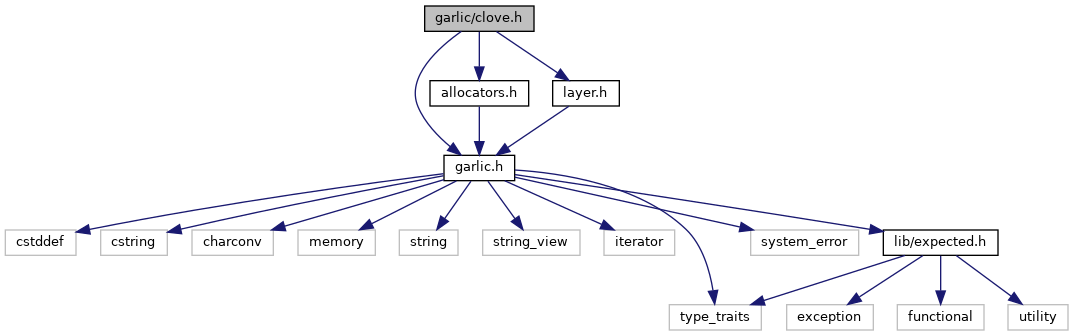 garlic/clove.h
allocators.h
layer.h
garlic.h
cstddef
cstring
charconv
memory
string
string_view
iterator
system_error
lib/expected.h
type_traits
exception
functional
utility